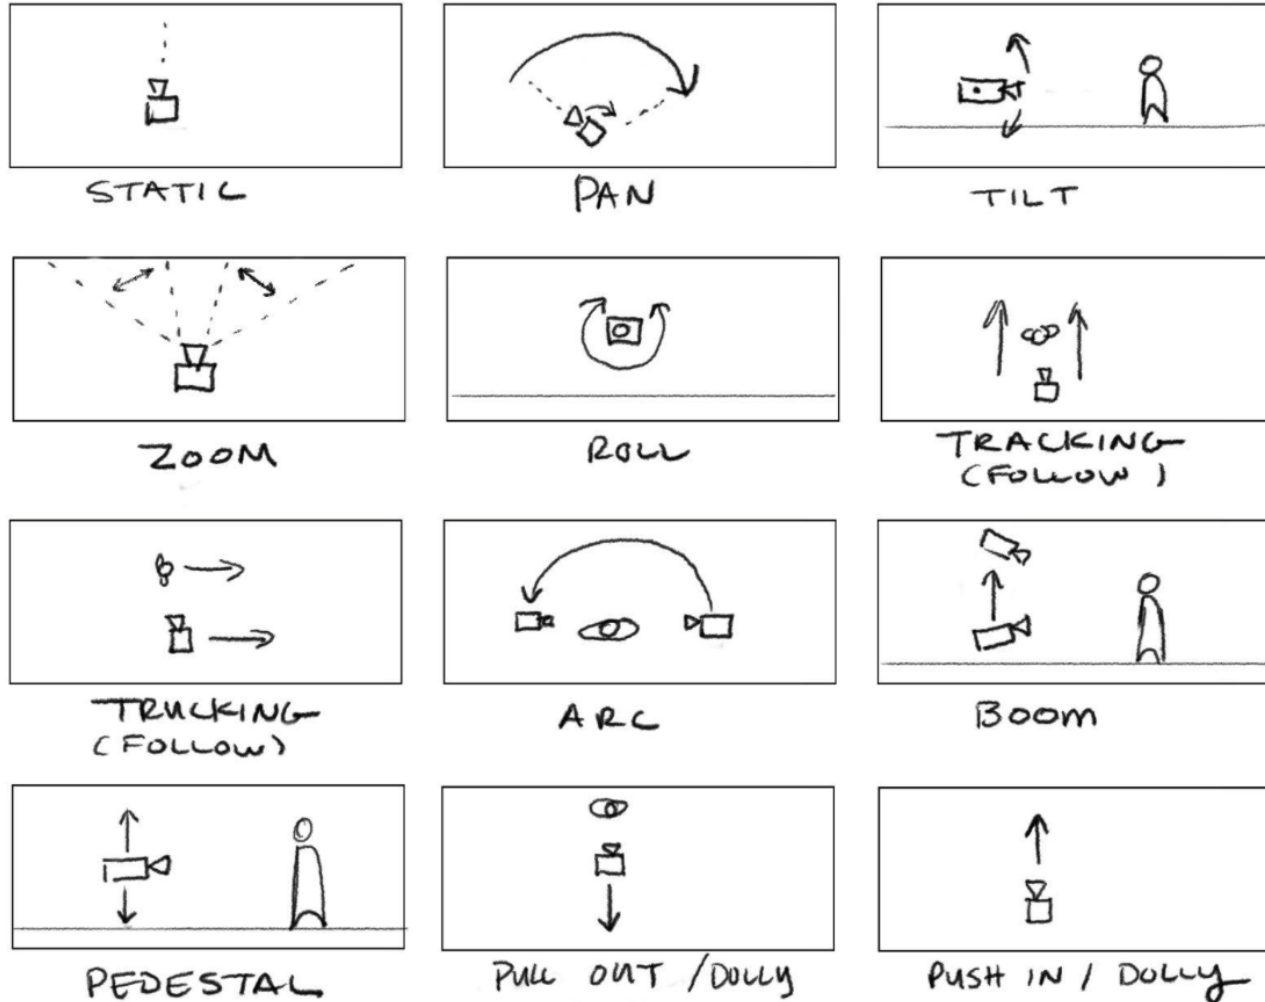 STATIC
PAN
TILT
ZOOM
ROLL
TRACKING
(FOLLOW)
TRUCKING
(FOLLOW)
ARC
BOOM
PEDESTAL
PULL OUT / DOLLY
PUSH IN / DOLLY